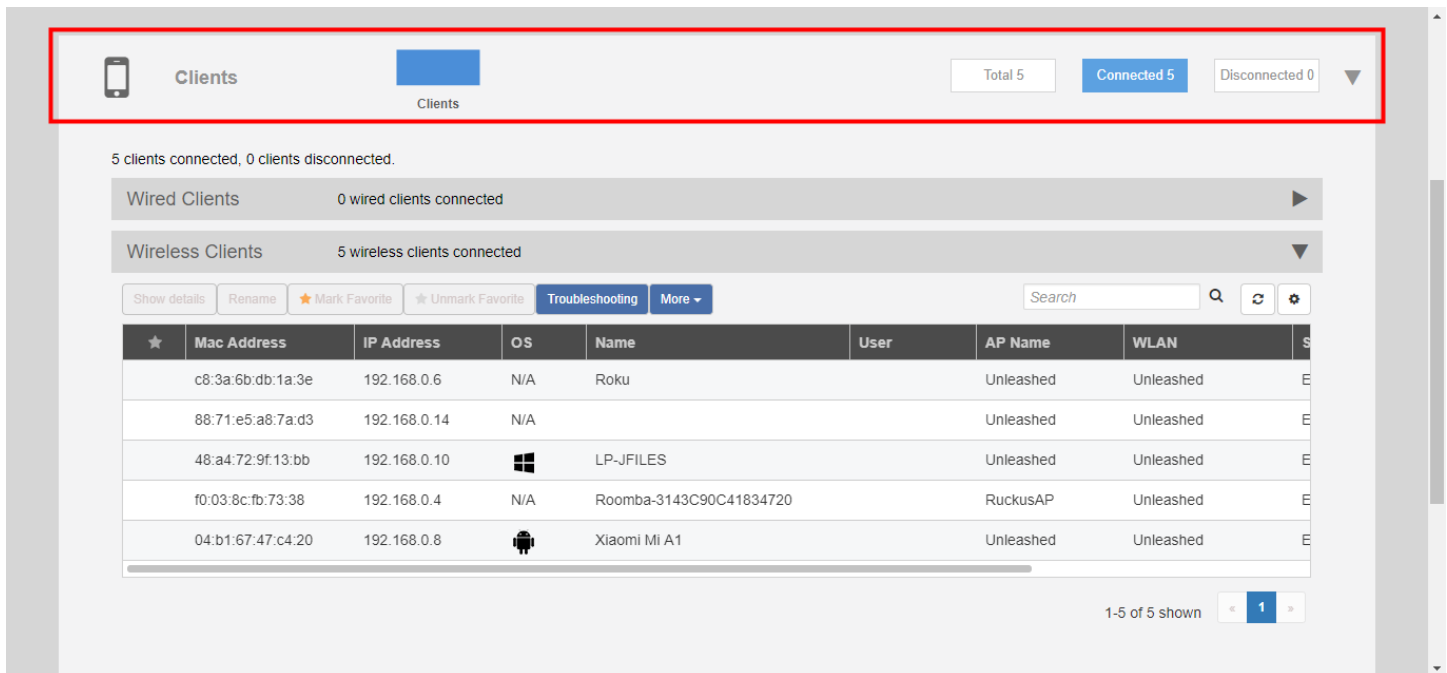 Clients
Clients
Total 5
Connected 5
Disconnected 0
5 clients connected, 0 clients disconnected.
Wired Clients 0 wired clients connected
Wireless Clients 5 wireless clients connected
Show details Rename Mark Favorite Unmark Favorite Troubleshooting More Search
Mac Address IP Address OS Name User AP Name WLAN S
c8:3a:6b:db:1a:3e 192.168.0.6 N/A Roku Unleashed Unleashed E
88:71:e5:a8:7a:d3 192.168.0.14 N/A Unleashed Unleashed E
48:a4:72:9f:13:bb 192.168.0.10 LP-JFILES Unleashed Unleashed E
f0:03:8c:fb:73:38 192.168.0.4 N/A Roomba-3143C90C41834720 RuckusAP Unleashed E
04:b1:67:47:c4:20 192.168.0.8 Xiaomi Mi A1 Unleashed Unleashed E
1-5 of 5 shown « 1 »